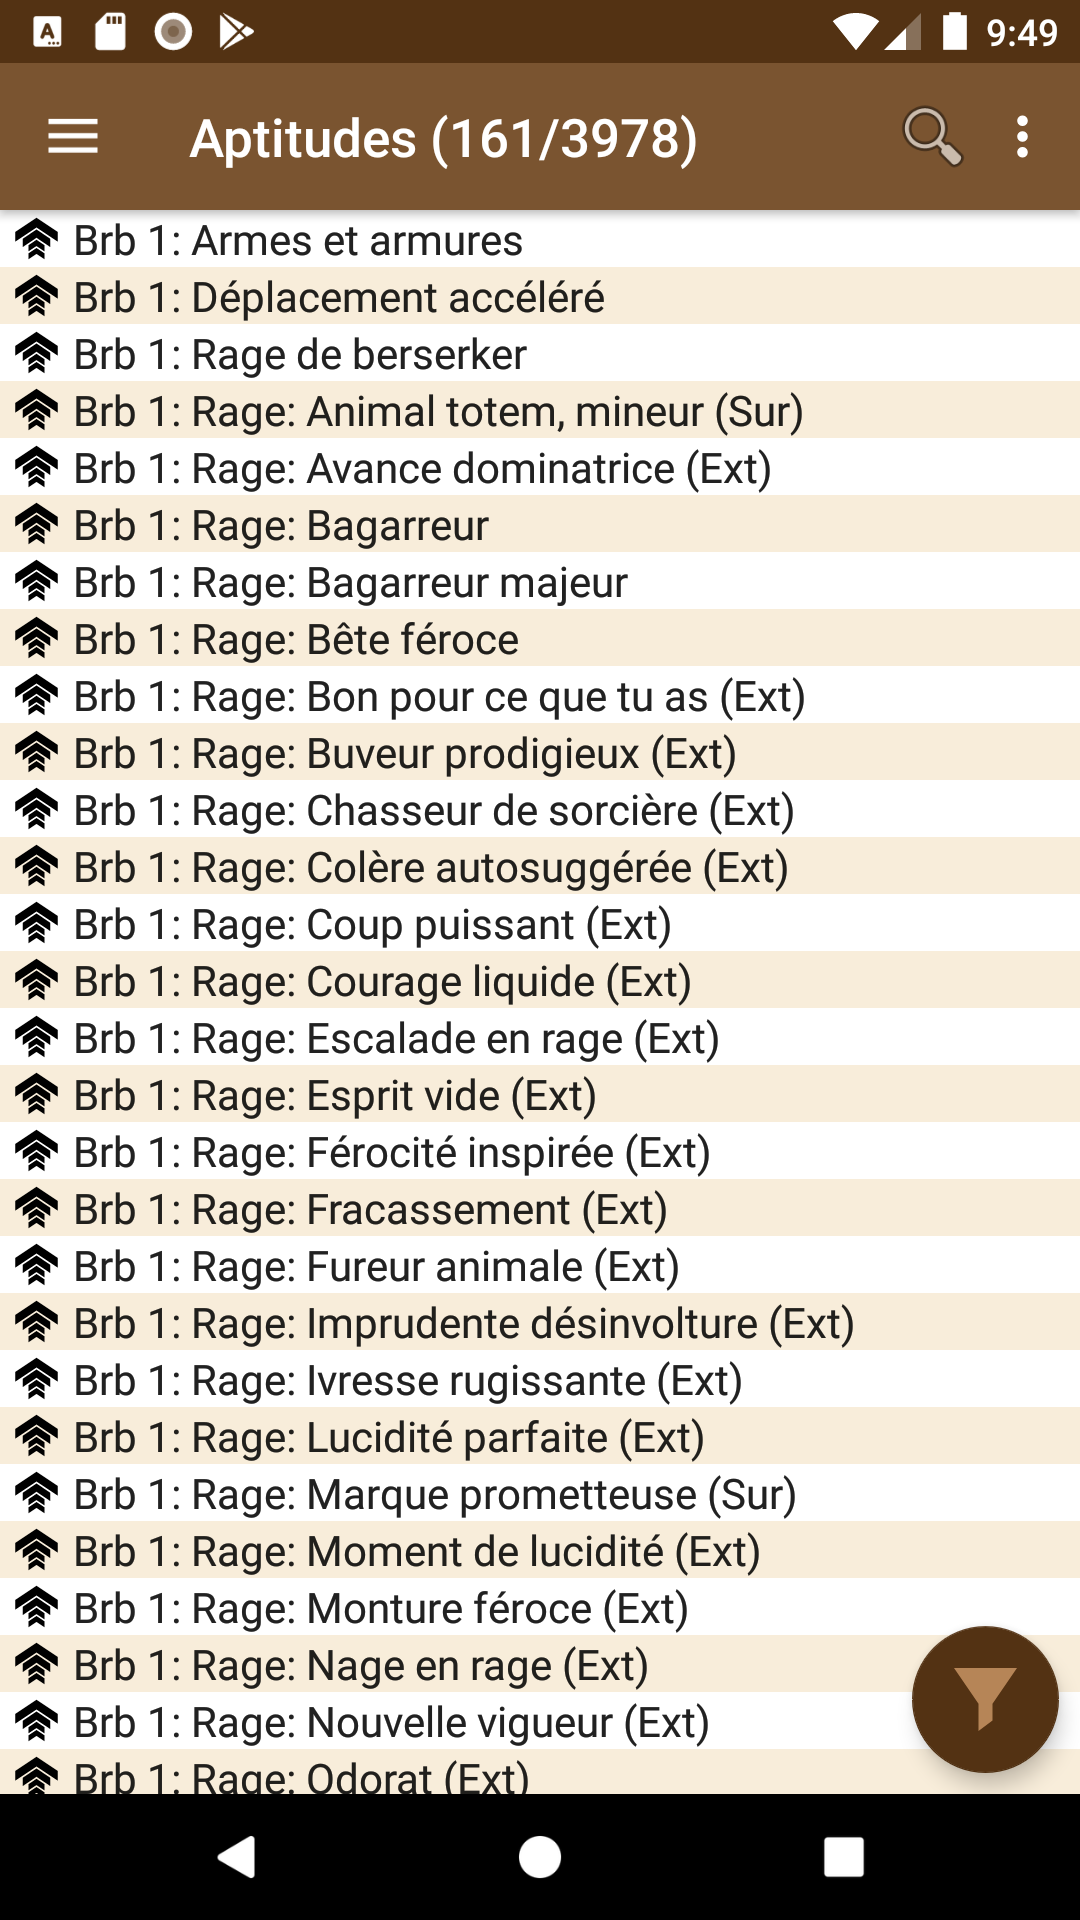 9:49
Aptitudes (161/3978)
Brb 1: Armes et armures
Brb 1: Déplacement accéléré
Brb 1: Rage de berserker
Brb 1: Rage: Animal totem, mineur (Sur)
Brb 1: Rage: Avance dominatrice (Ext)
Brb 1: Rage: Bagarreur
Brb 1: Rage: Bagarreur majeur
Brb 1: Rage: Bête féroce
Brb 1: Rage: Bon pour ce que tu as (Ext)
Brb 1: Rage: Buveur prodigieux (Ext)
Brb 1: Rage: Chasseur de sorcière (Ext)
Brb 1: Rage: Colère autosuggérée (Ext)
Brb 1: Rage: Coup puissant (Ext)
Brb 1: Rage: Courage liquide (Ext)
Brb 1: Rage: Escalade en rage (Ext)
Brb 1: Rage: Esprit vide (Ext)
Brb 1: Rage: Férocité inspirée (Ext)
Brb 1: Rage: Fracassement (Ext)
Brb 1: Rage: Fureur animale (Ext)
Brb 1: Rage: Imprudente désinvolture (Ext)
Brb 1: Rage: Ivresse rugissante (Ext)
Brb 1: Rage: Lucidité parfaite (Ext)
Brb 1: Rage: Marque prometteuse (Sur)
Brb 1: Rage: Moment de lucidité (Ext)
Brb 1: Rage: Monture féroce (Ext)
Brb 1: Rage: Nage en rage (Ext)
Brb 1: Rage: Nouvelle vigueur (Ext)
Brb 1: Rage: Odorat (Ext)